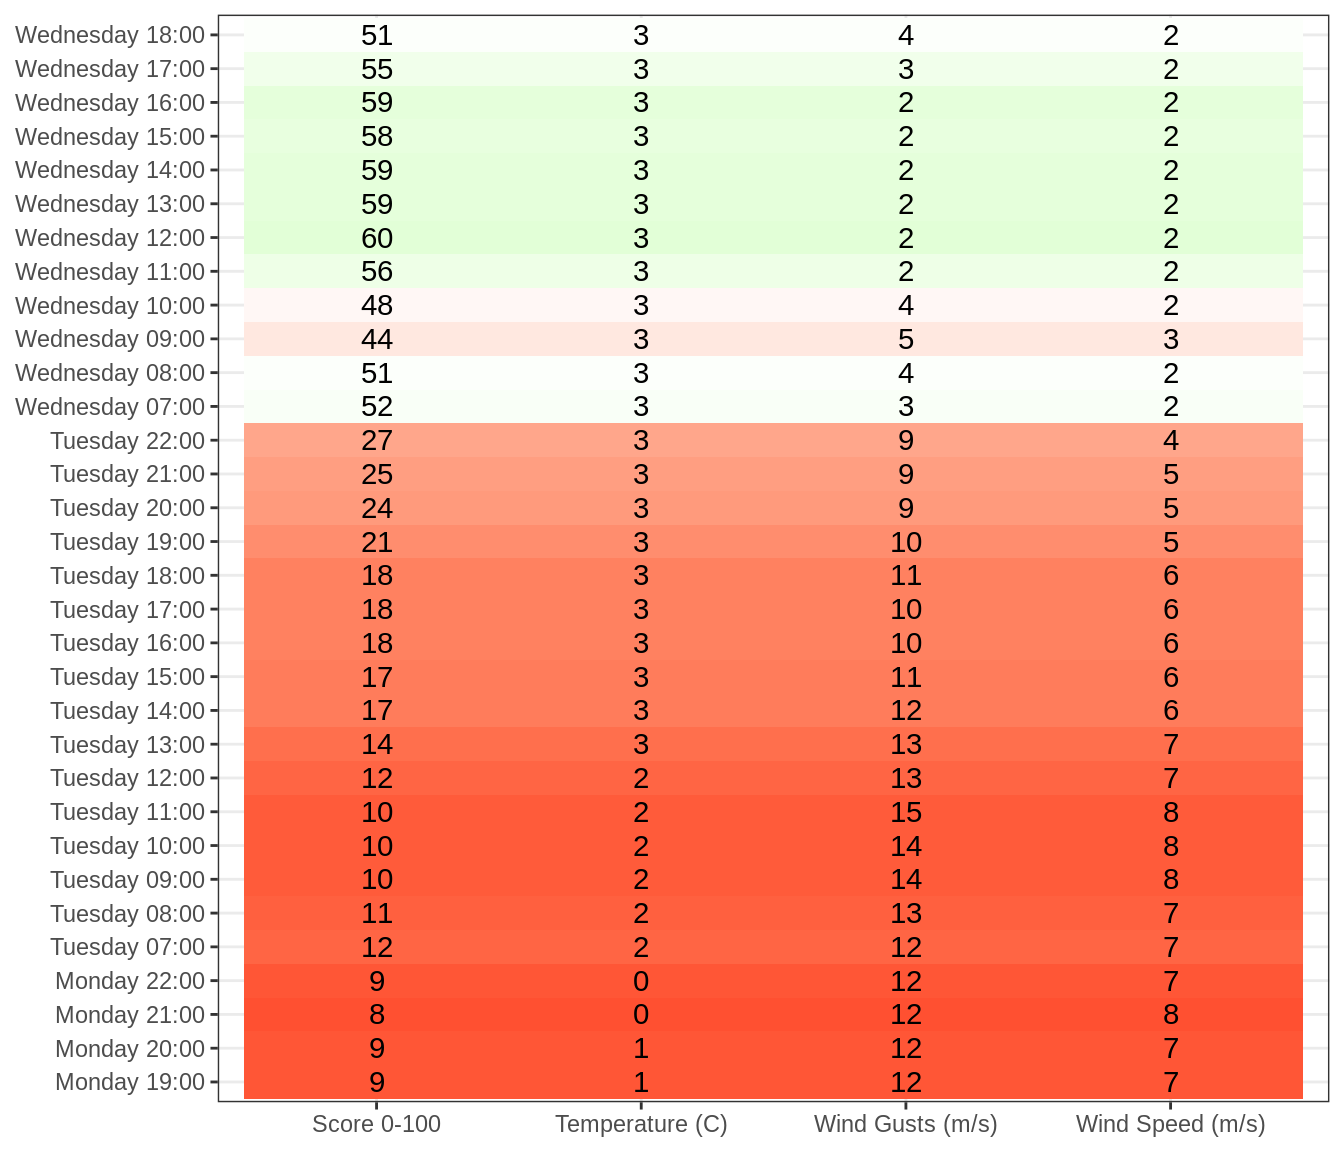 Wednesday 18:00 51 3 4 2
Wednesday 17:00 55 3 3 2
Wednesday 16:00 59 3 2 2
Wednesday 15:00 58 3 2 2
Wednesday 14:00 59 3 2 2
Wednesday 13:00 59 3 2 2
Wednesday 12:00 60 3 2 2
Wednesday 11:00 56 3 2 2
Wednesday 10:00 48 3 4 2
Wednesday 09:00 44 3 5 3
Wednesday 08:00 51 3 4 2
Wednesday 07:00 52 3 3 2
Tuesday 22:00 27 3 9 4
Tuesday 21:00 25 3 9 5
Tuesday 20:00 24 3 9 5
Tuesday 19:00 21 3 10 5
Tuesday 18:00 18 3 11 6
Tuesday 17:00 18 3 10 6
Tuesday 16:00 18 3 10 6
Tuesday 15:00 17 3 11 6
Tuesday 14:00 17 3 12 6
Tuesday 13:00 14 3 13 7
Tuesday 12:00 12 2 13 7
Tuesday 11:00 10 2 15 8
Tuesday 10:00 10 2 14 8
Tuesday 09:00 10 2 14 8
Tuesday 08:00 11 2 13 7
Tuesday 07:00 12 2 12 7
Monday 22:00 9 0 12 7
Monday 21:00 8 0 12 8
Monday 20:00 9 1 12 7
Monday 19:00 9 1 12 7
Score 0-100 Temperature (C) Wind Gusts (m/s) Wind Speed (m/s)